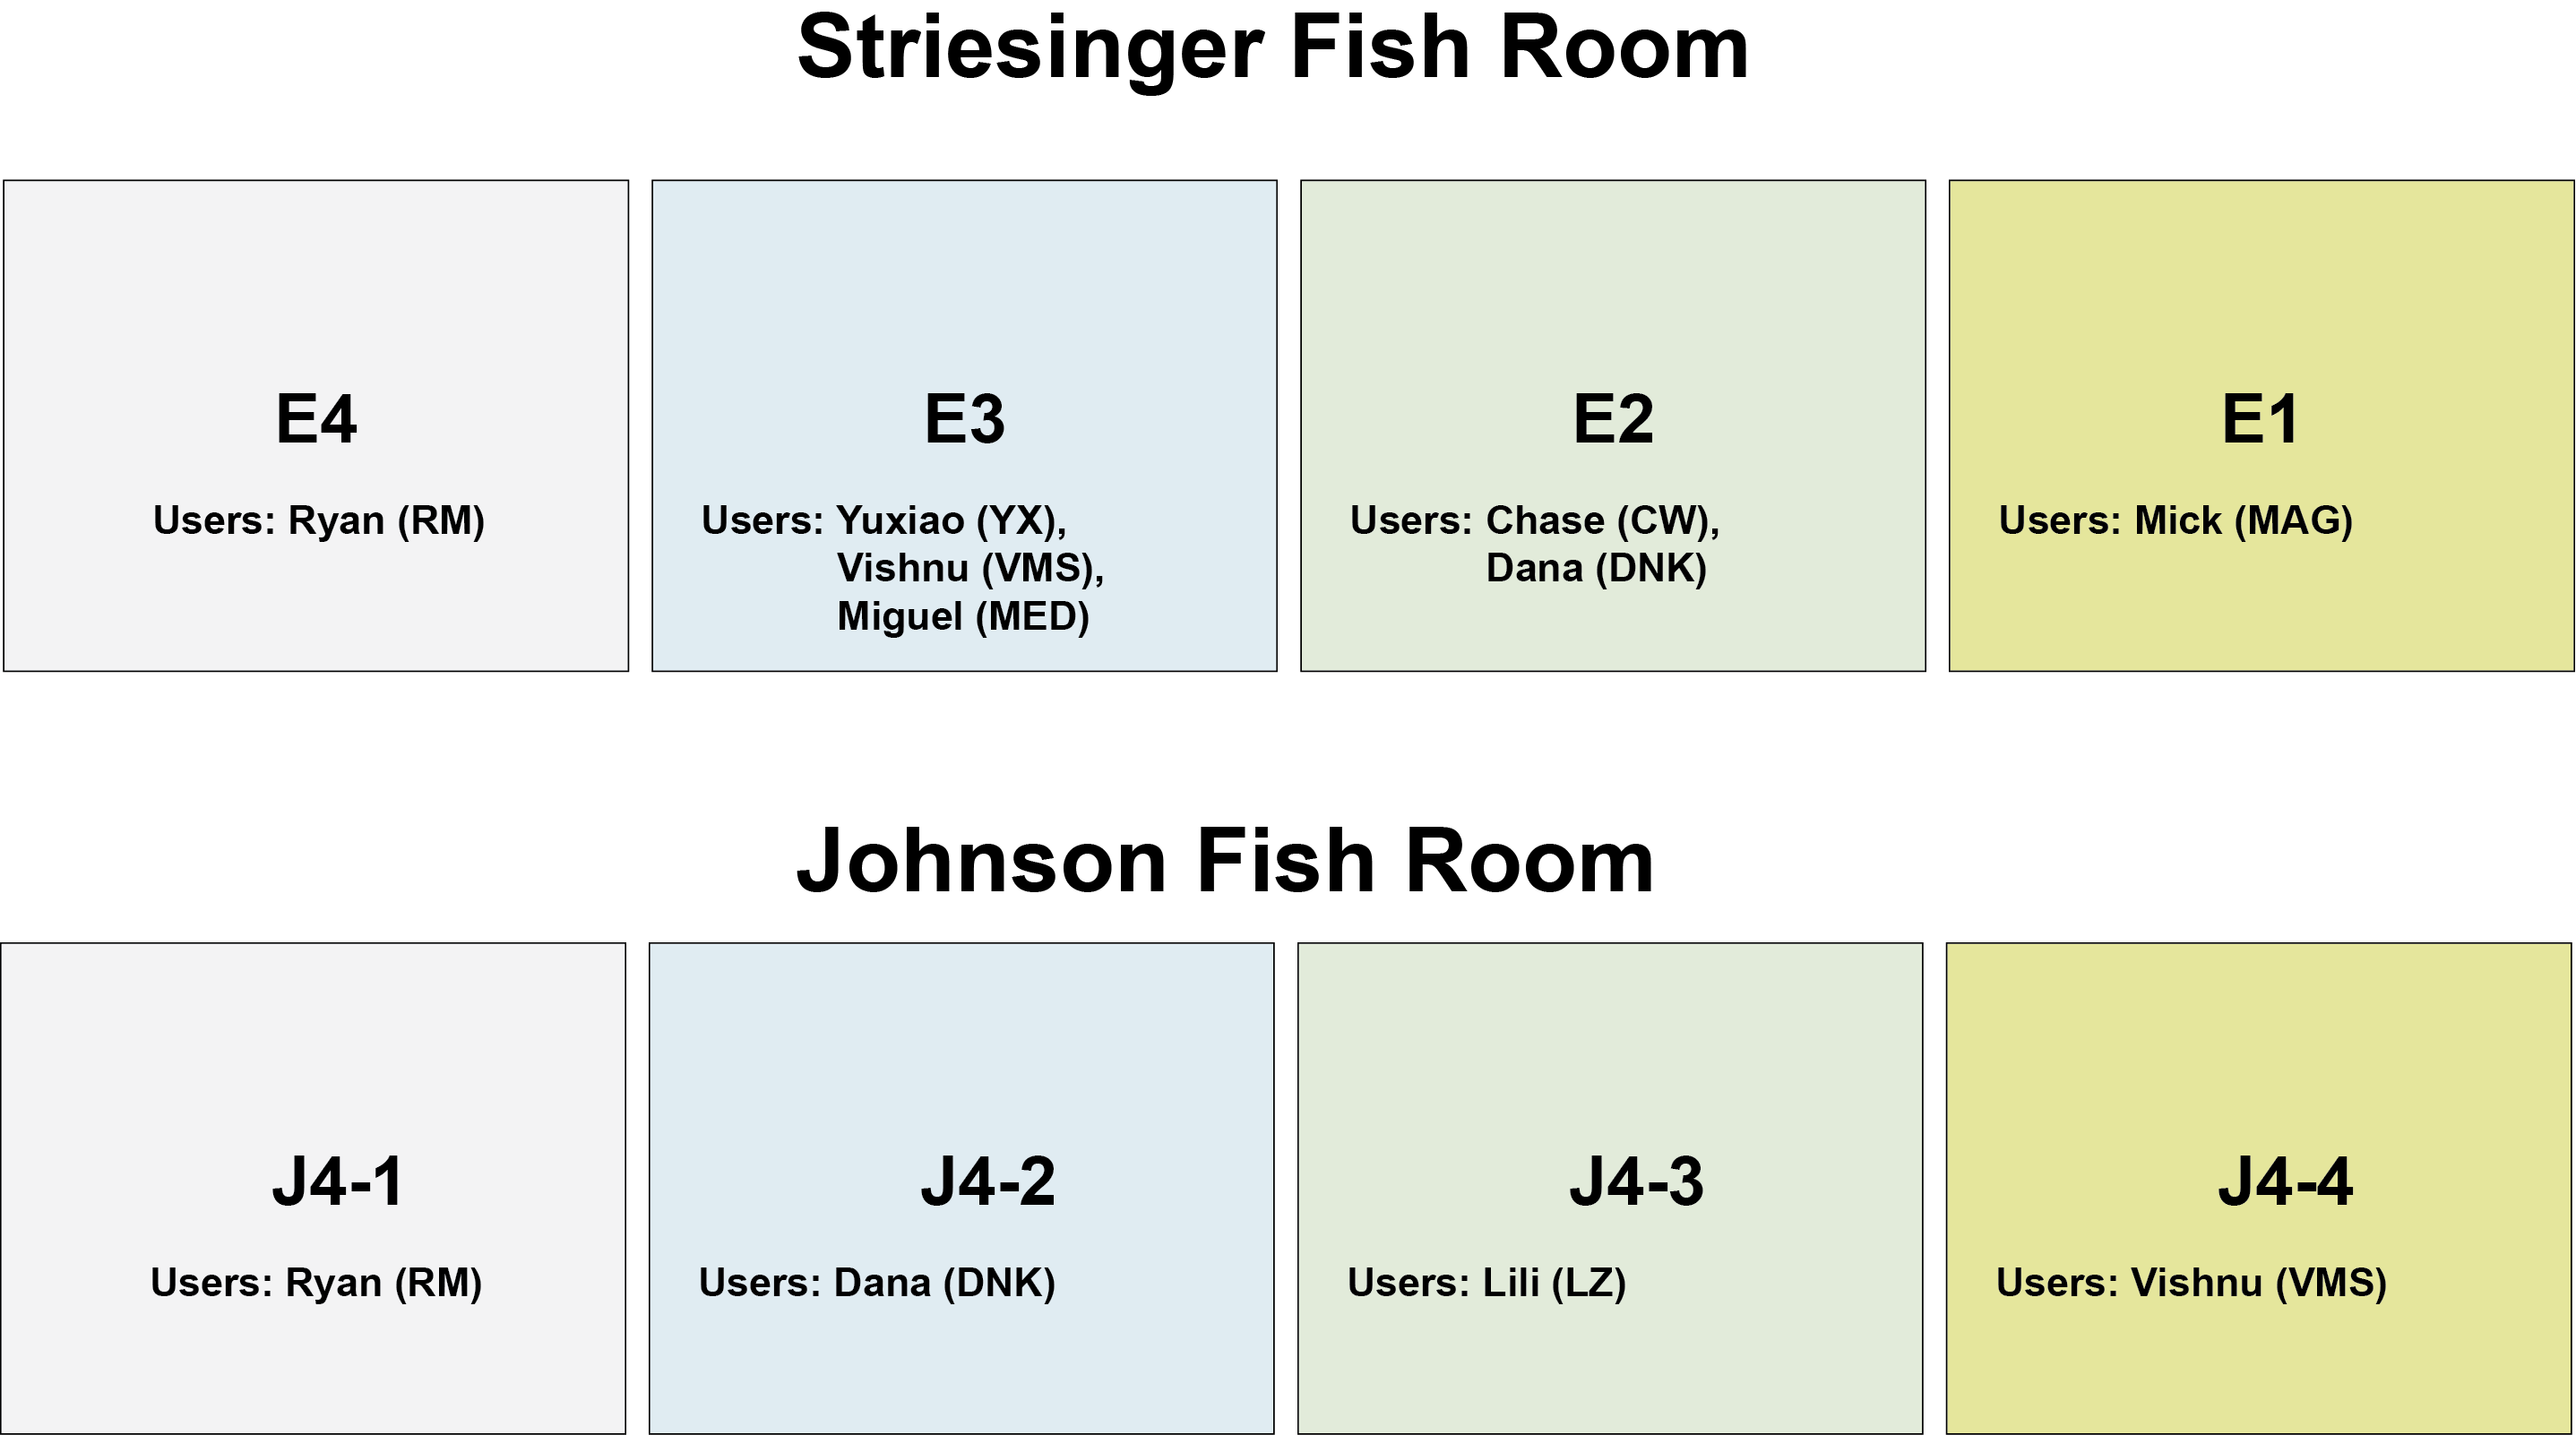 Striesinger Fish Room
E4
Users: Ryan (RM)
E3
Users: Yuxiao (YX),
Vishnu (VMS),
Miguel (MED)
E2
Users: Chase (CW),
Dana (DNK)
E1
Users: Mick (MAG)
Johnson Fish Room
J4-1
Users: Ryan (RM)
J4-2
Users: Dana (DNK)
J4-3
Users: Lili (LZ)
J4-4
Users: Vishnu (VMS)